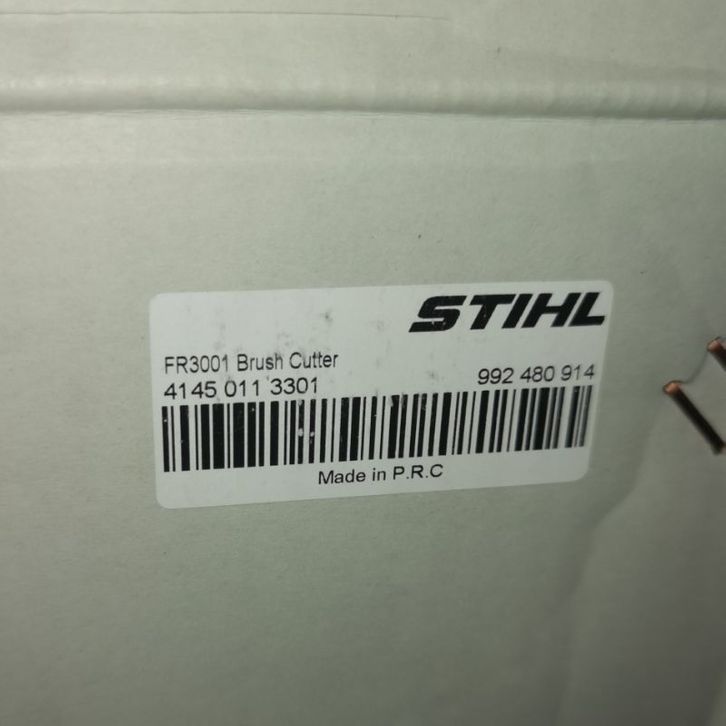 STIHL
FR3001 Brush Cutter
4145 011 3301 992 480 914
Made in P.R.C